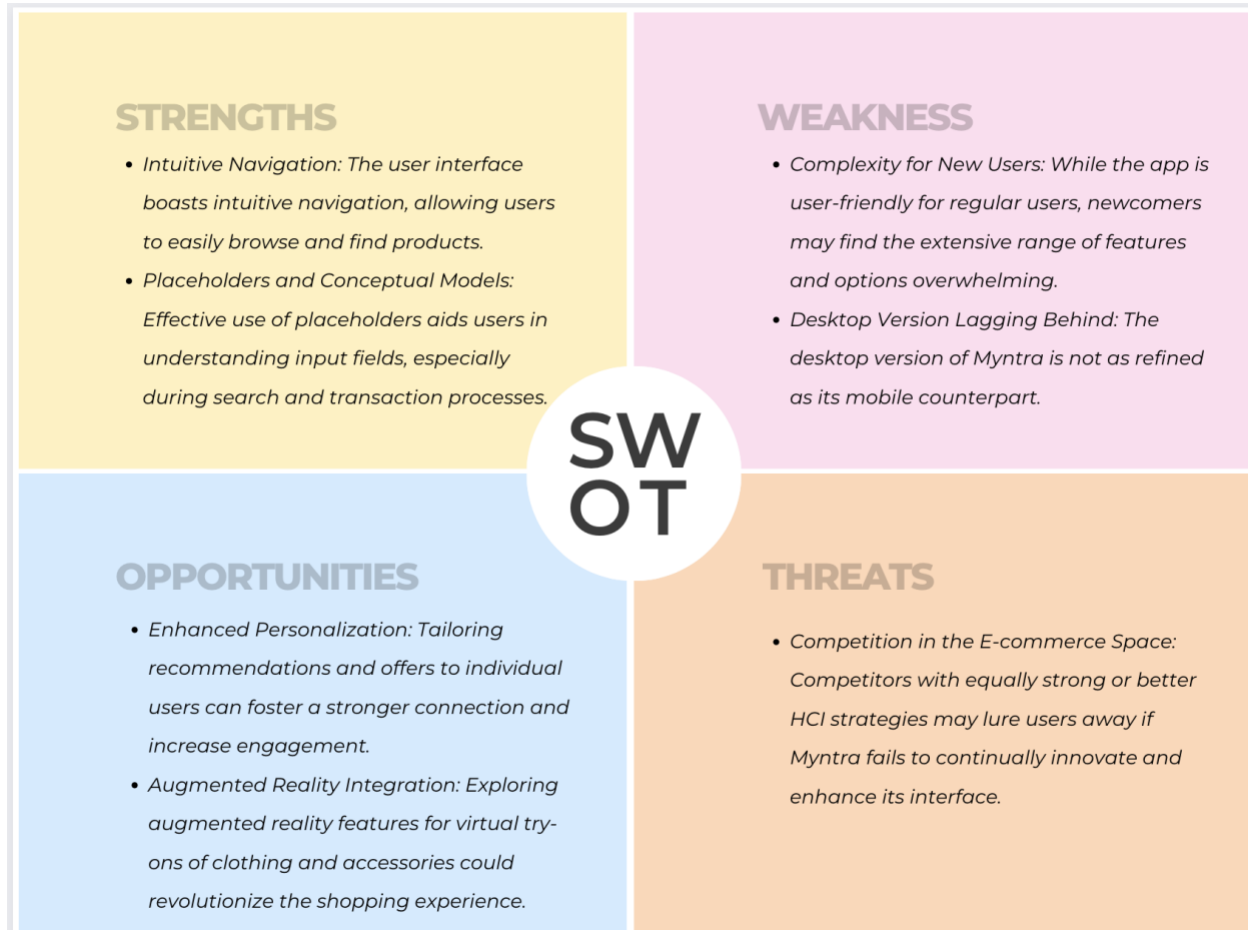 STRENGTHS
• Intuitive Navigation: The user interface
boasts intuitive navigation, allowing users
to easily browse and find products.
• Placeholders and Conceptual Models:
Effective use of placeholders aids users in
understanding input fields, especially
during search and transaction processes.
WEAKNESS
• Complexity for New Users: While the app is
user-friendly for regular users, newcomers
may find the extensive range of features
and options overwhelming.
• Desktop Version Lagging Behind: The
desktop version of Myntra is not as refined
as its mobile counterpart.
SW
OT
OPPORTUNITIES
• Enhanced Personalization: Tailoring
recommendations and offers to individual
users can foster a stronger connection and
increase engagement.
• Augmented Reality Integration: Exploring
augmented reality features for virtual try-
ons of clothing and accessories could
revolutionize the shopping experience.
THREATS
• Competition in the E-commerce Space:
Competitors with equally strong or better
HCI strategies may lure users away if
Myntra fails to continually innovate and
enhance its interface.